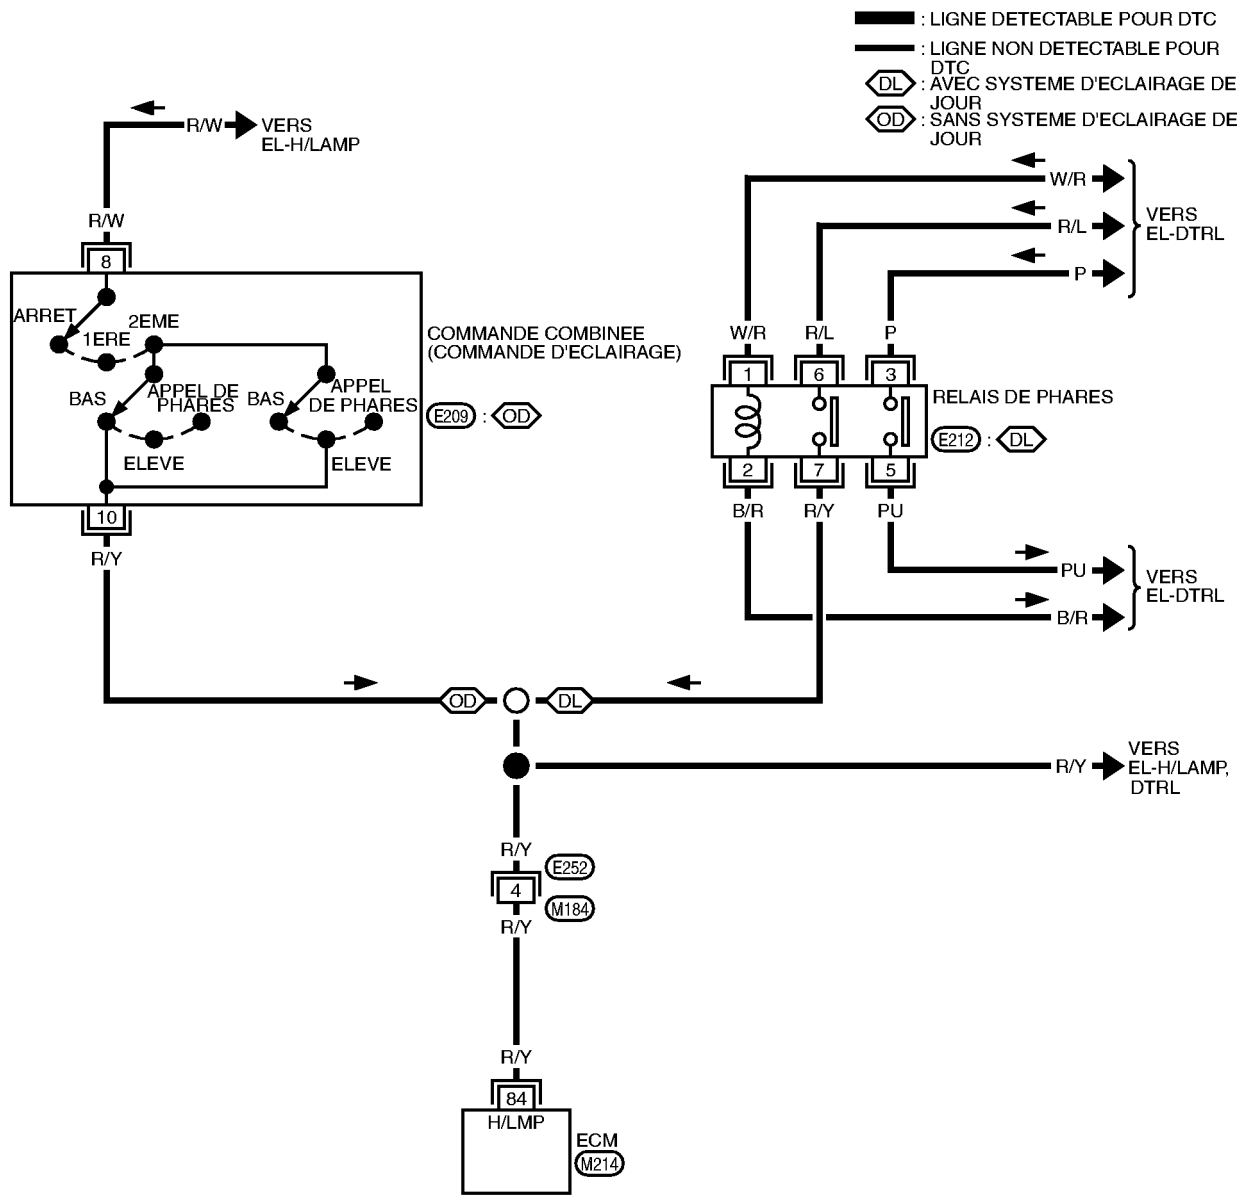 : LIGNE DETECTABLE POUR DTC
: LIGNE NON DETECTABLE POUR
DTC
DL : AVEC SYSTEME D'ECLAIRAGE DE
JOUR
OD : SANS SYSTEME D'ECLAIRAGE DE
JOUR
R/W
VERS
EL-H/LAMP
R/W
8
ARRET
1ERE
2EME
BAS
APPEL DE
PHARES
ELEVE
BAS
APPEL
DE PHARES
ELEVE
10
R/Y
COMMANDE COMBINEE
(COMMANDE D'ECLAIRAGE)
E209 : OD
W/R
R/L
P
VERS
EL-DTRL
W/R R/L P
1 6 3
RELAIS DE PHARES
E212 : DL
2 7 5
B/R R/Y PU
PU
B/R
VERS
EL-DTRL
OD DL
R/Y
VERS
EL-H/LAMP,
DTRL
R/Y
E252
4
M184
R/Y
R/Y
84
H/LMP
ECM
M214